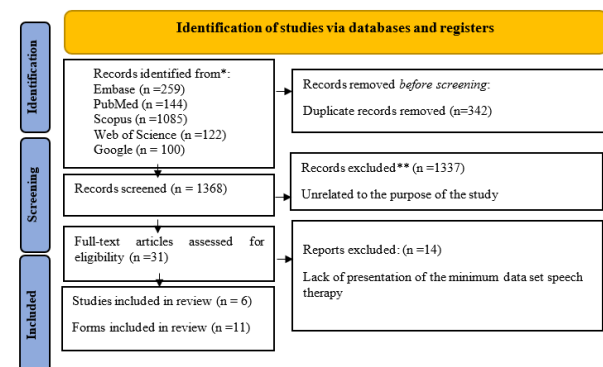 Identification of studies via databases and registers
Identification
Records identified from*:
Embase (n =259)
PubMed (n =144)
Scopus (n =1085)
Web of Science (n =122)
Google (n = 100)
Records removed before screening:
Duplicate records removed (n=342)
Screening
Records screened (n = 1368)
Records excluded** (n =1337)
Unrelated to the purpose of the study
Full-text articles assessed for
eligibility (n =31)
Reports excluded: (n =14)
Lack of presentation of the minimum data set speech
therapy
Included
Studies included in review (n = 6)
Forms included in review (n =11)